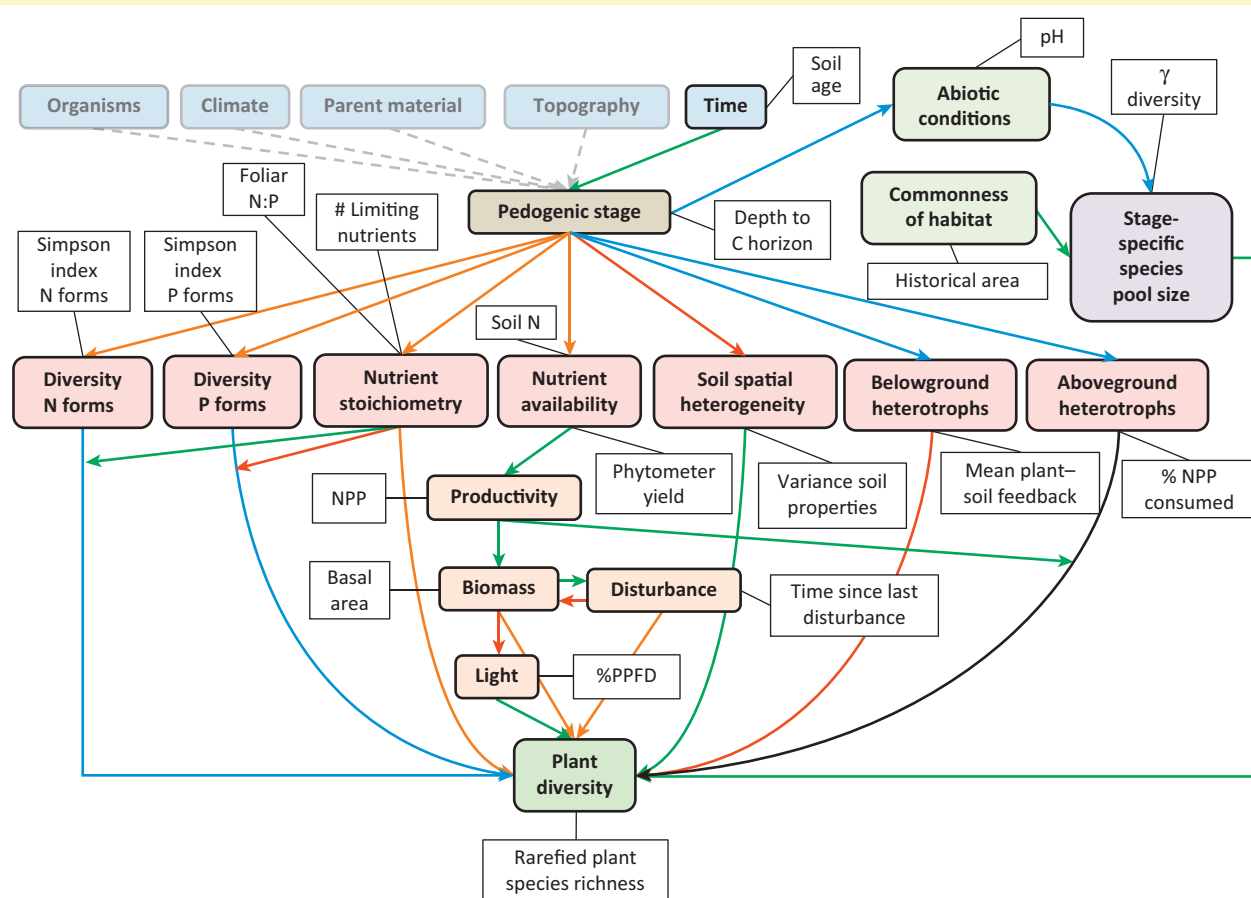 pH
Soil
age
γ
diversity
Organisms
Climate
Parent material
Topography
Time
Abiotic
conditions
Foliar
N:P
# Limiting
nutrients
Pedogenic stage
Depth to
C horizon
Commonness
of habitat
Historical area
Stage-
specific
species
pool size
Simpson
index
N forms
Simpson
index
P forms
Soil N
Diversity
N forms
Diversity
P forms
Nutrient
stoichiometry
Nutrient
availability
Soil spatial
heterogeneity
Belowground
heterotrophs
Aboveground
heterotrophs
NPP
Productivity
Phytometer
yield
Variance soil
properties
Mean plant–
soil feedback
% NPP
consumed
Basal
area
Biomass
Disturbance
Time since last
disturbance
Light
%PPFD
Plant
diversity
Rarefied plant
species richness